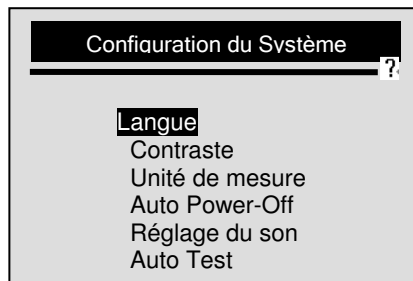 Configuration du Système
?
Langue
Contraste
Unité de mesure
Auto Power-Off
Réglage du son
Auto Test